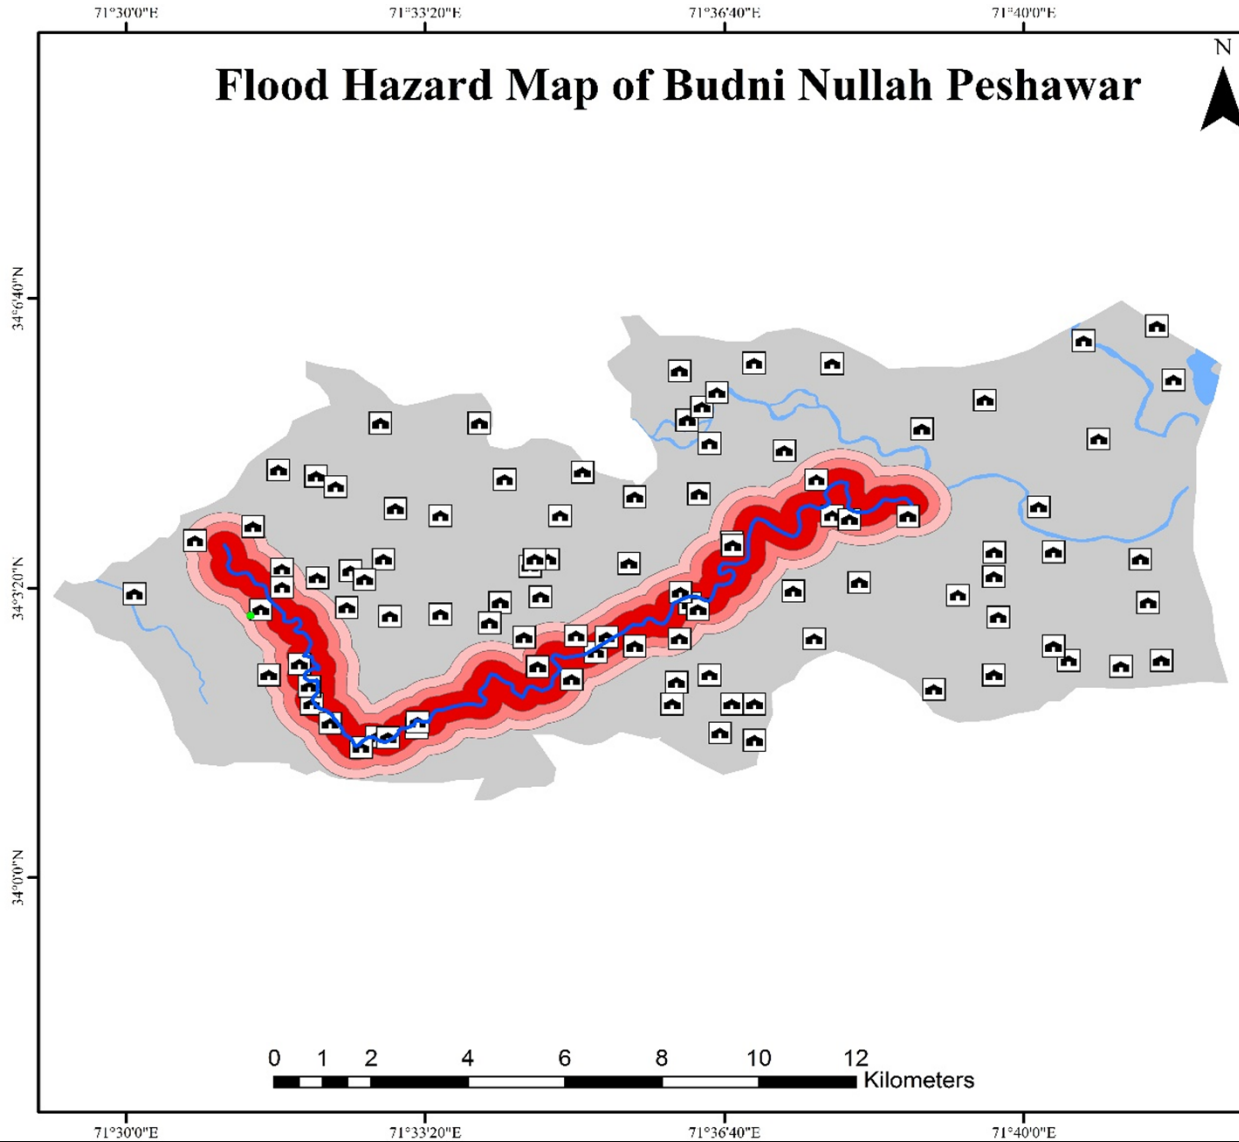 71°30'0"E 71°33'20"E 71°36'40"E 71°40'0"E
N
Flood Hazard Map of Budni Nullah Peshawar
34°6'40"N
34°3'20"N
34°0'0"N
0 1 2 4 6 8 10 12
Kilometers
71°30'0"E 71°33'20"E 71°36'40"E 71°40'0"E